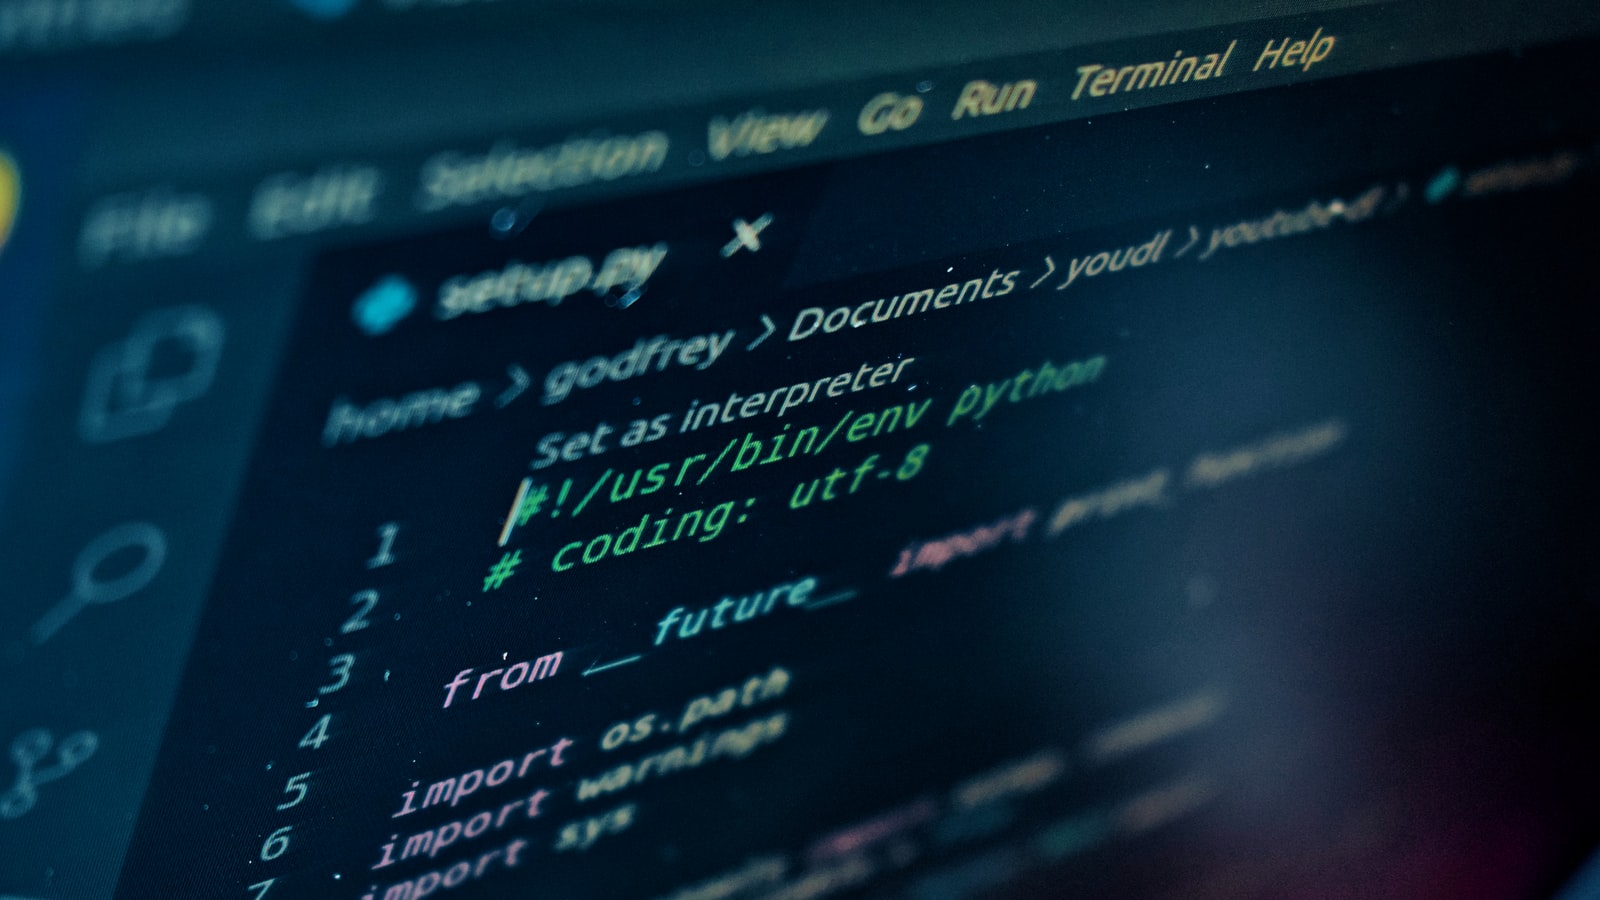 File Edit Selection View Go Run Terminal Help
setup.py
home > godfrey > Documents > youdl > youtube-dl >
Set as interpreter
1 #!/usr/bin/env python
2 # coding: utf-8
3
4 from __future__ import print_function
5
6 import os.path
7 import warnings
import sys